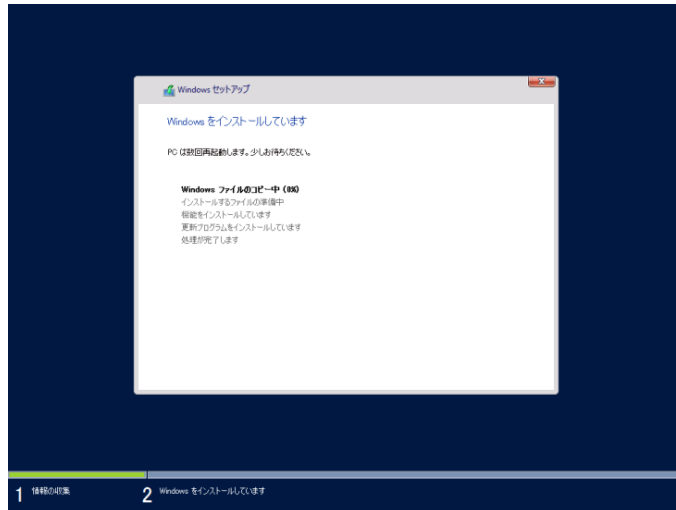 Windows セットアップ
Windows をインストールしています
PC は数回再起動します。少しお待ちください。
Windows ファイルのコピー中 (0%)
インストールするファイルの準備中
機能をインストールしています
更新プログラムをインストールしています
処理が完了します
1 情報の収集
2 Windows をインストールしています